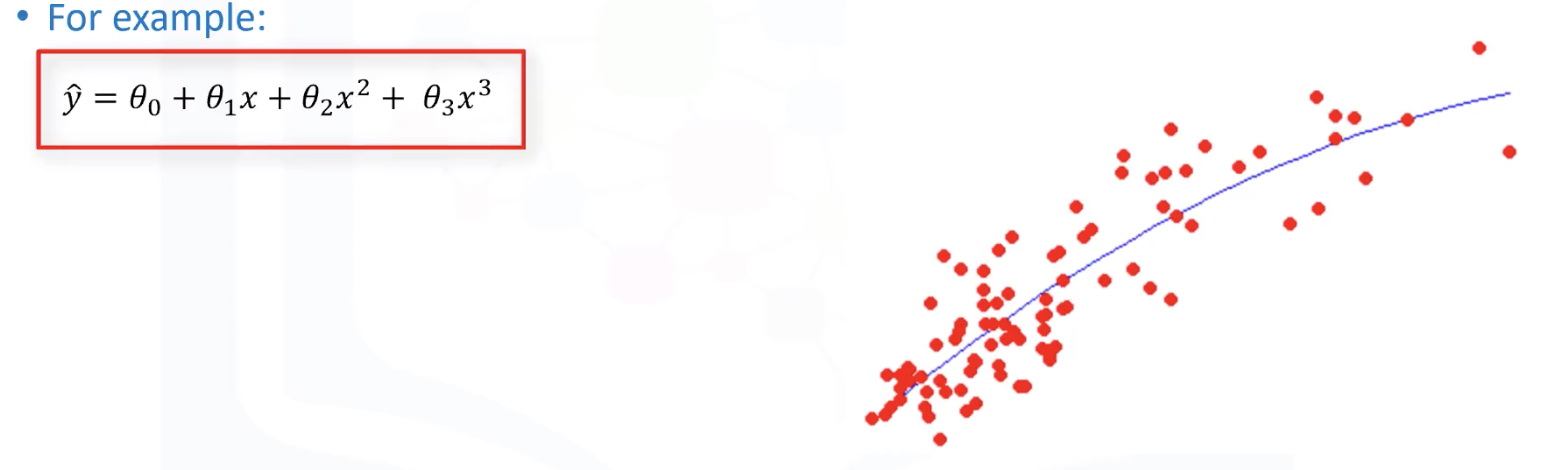 • For example:
ŷ = θ₀ + θ₁x + θ₂x² + θ₃x³